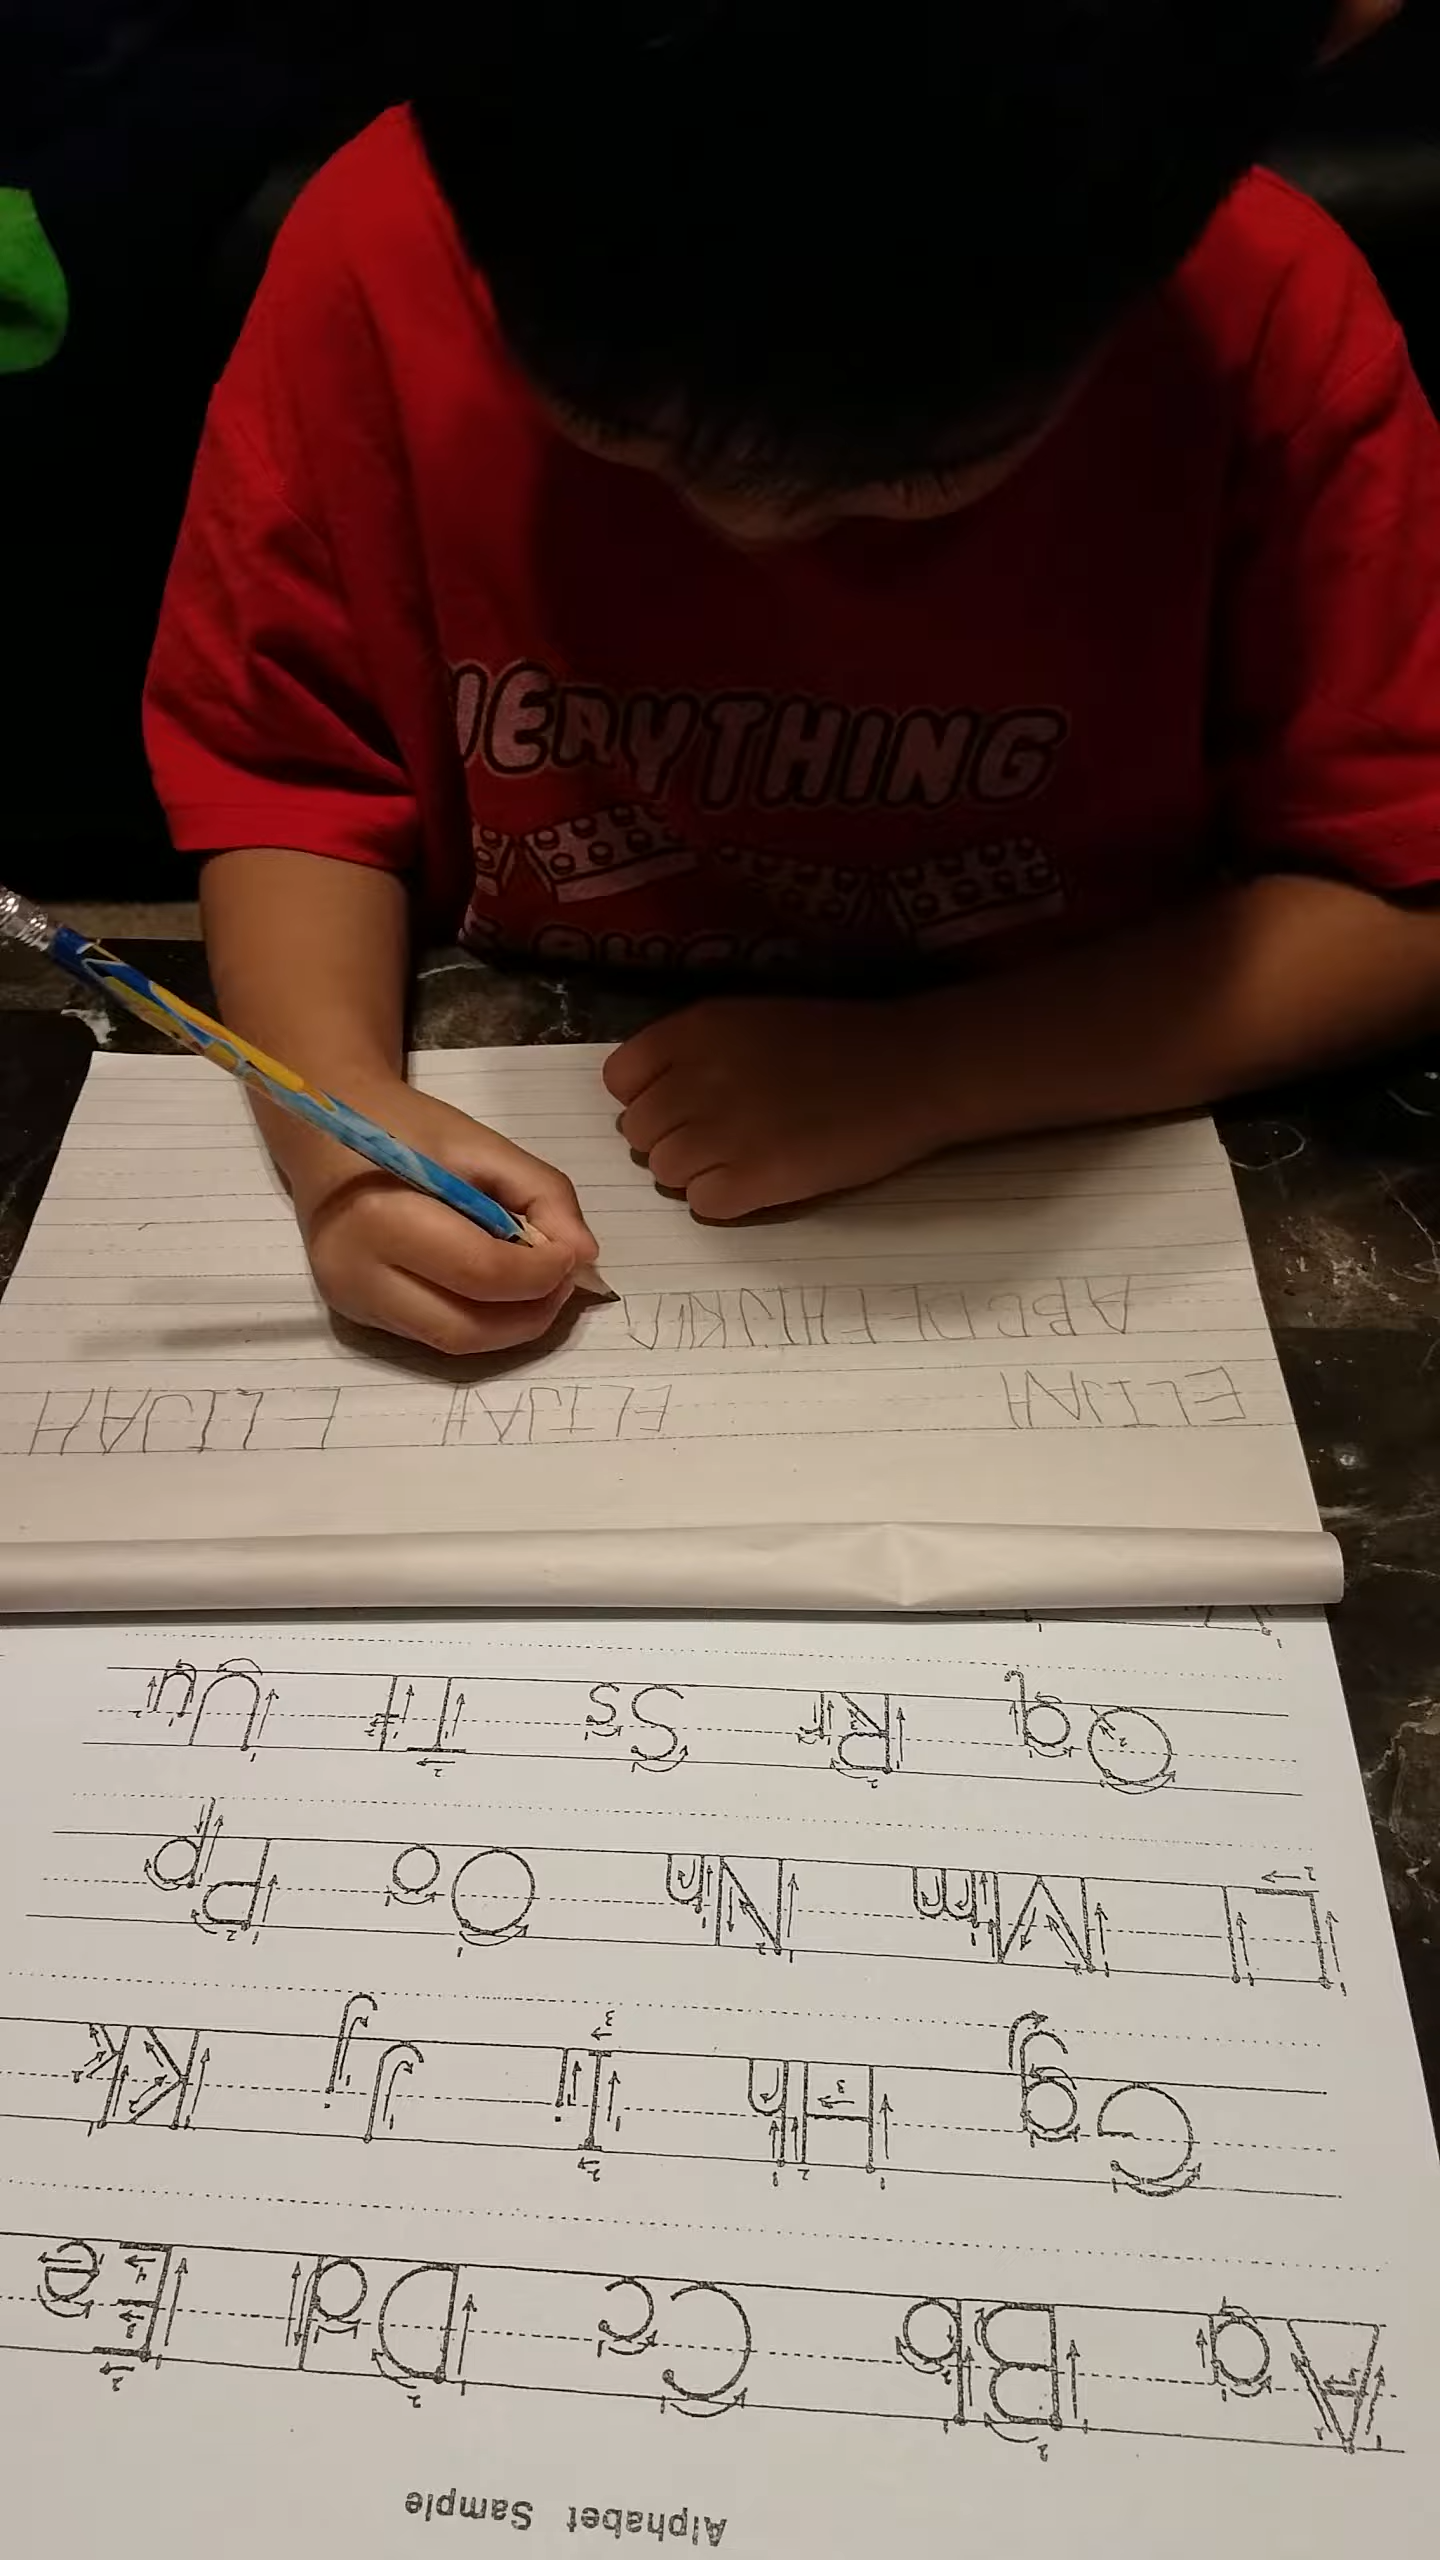 VERYTHING
ELIJAH ELIJAH ELIJAH
ABCDEFHIJKL
Qq Rr Ss Tt Uu
Ll Mm Nn Oo Pp
Gg Hh Ii Jj Kk
Aa Bb Cc Dd Ee
Alphabet Sample